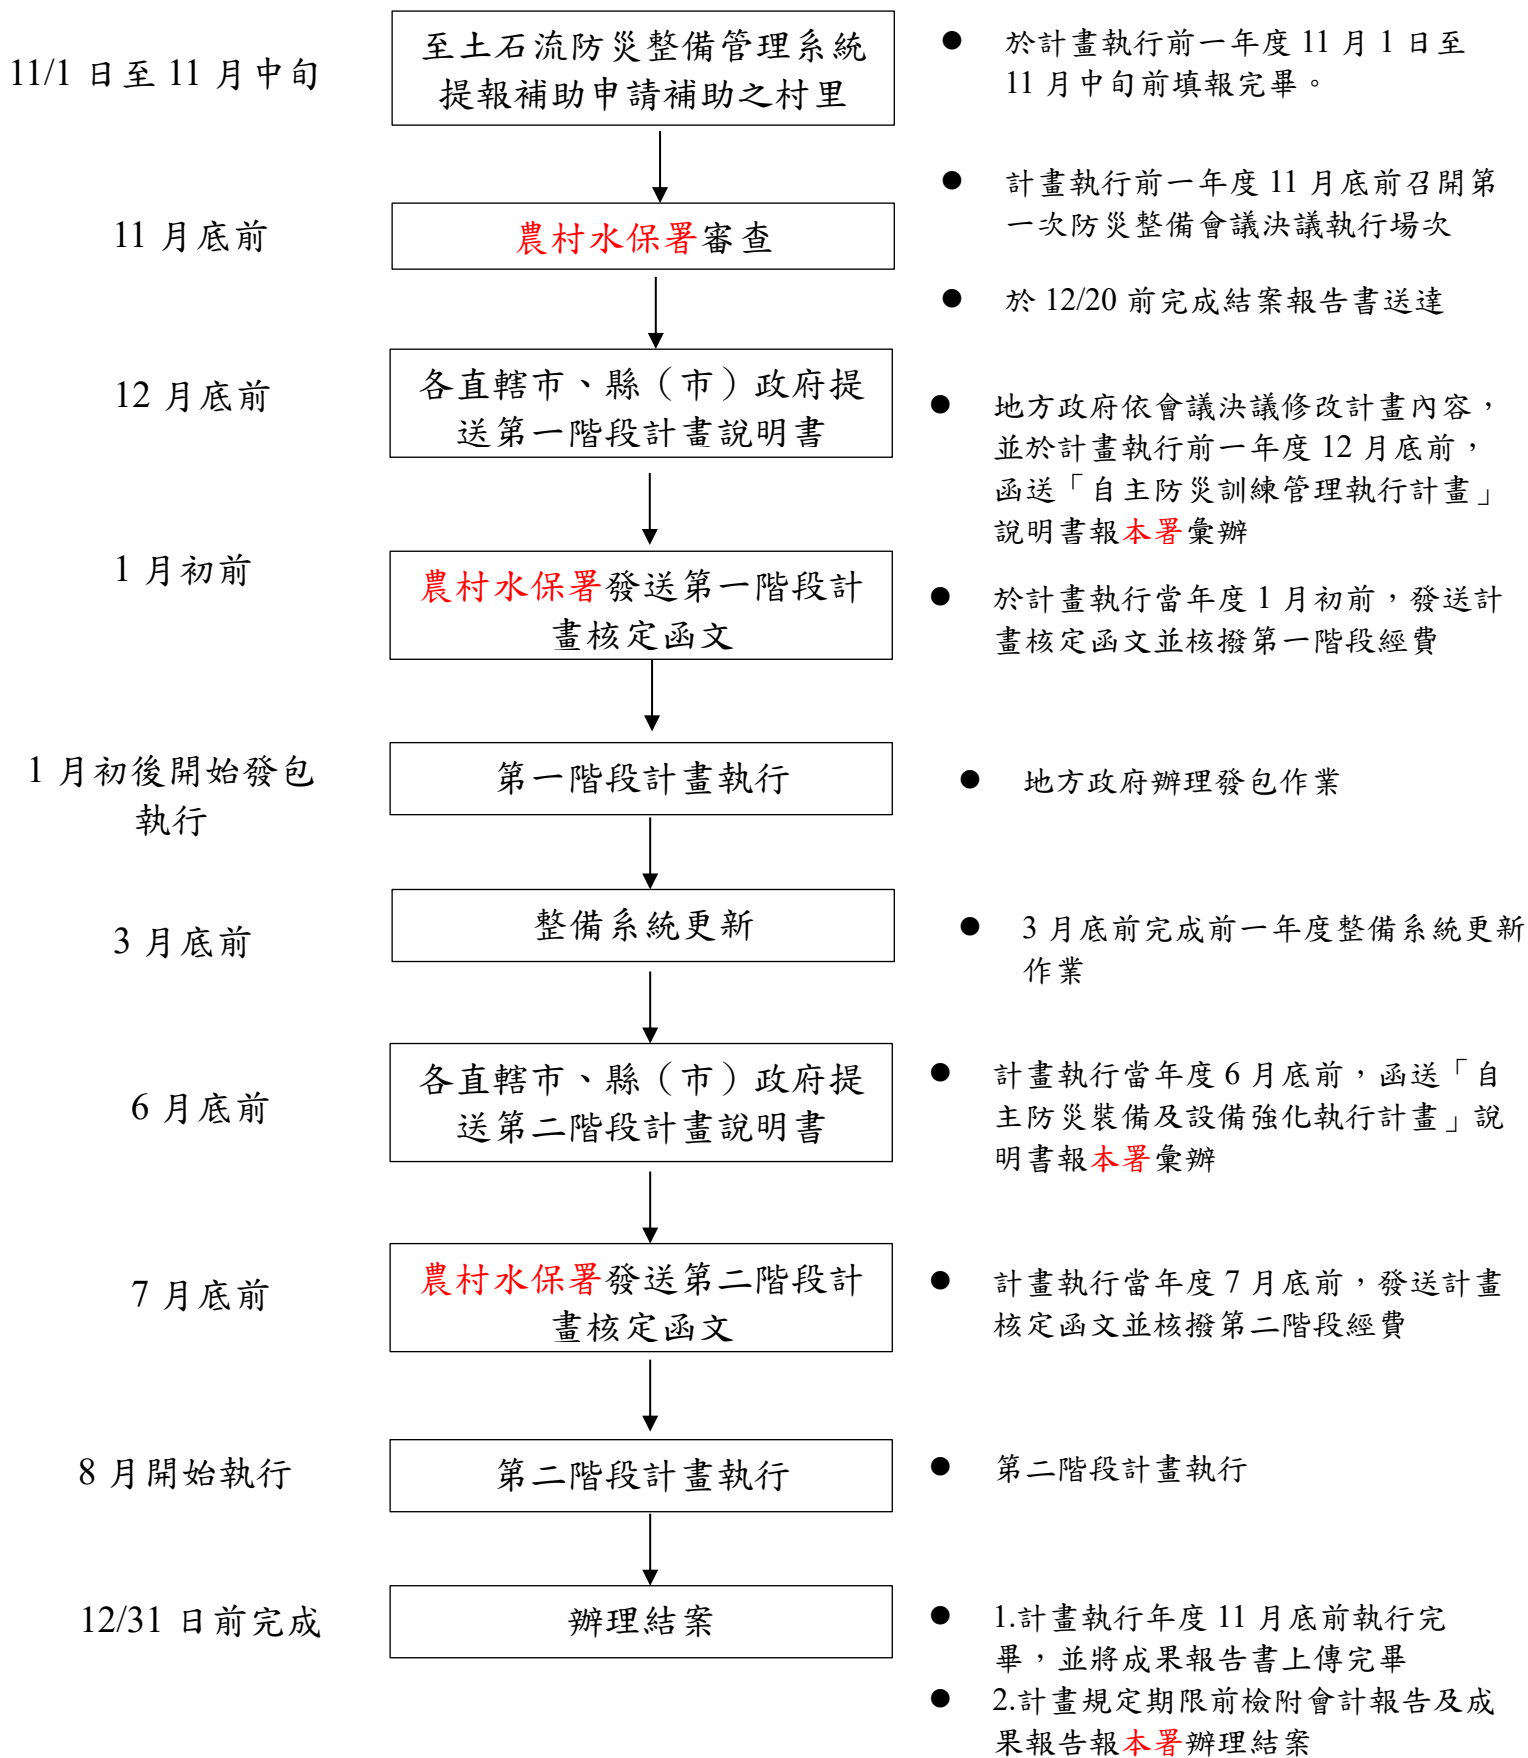 11/1 日至 11 月中旬
至土石流防災整備管理系統
提報補助申請補助之村里
● 於計畫執行前一年度 11 月 1 日至
11 月中旬前填報完畢。
11 月底前
農村水保署審查
● 計畫執行前一年度 11 月底前召開第
一次防災整備會議決議執行場次
● 於 12/20 前完成結案報告書送達
12 月底前
各直轄市、縣（市）政府提
送第一階段計畫說明書
● 地方政府依會議決議修改計畫內容，
並於計畫執行前一年度 12 月底前，
函送「自主防災訓練管理執行計畫」
說明書報本署彙辦
1 月初前
農村水保署發送第一階段計
畫核定函文
● 於計畫執行當年度 1 月初前，發送計
畫核定函文並核撥第一階段經費
1 月初後開始發包
執行
第一階段計畫執行
● 地方政府辦理發包作業
3 月底前
整備系統更新
● 3 月底前完成前一年度整備系統更新
作業
6 月底前
各直轄市、縣（市）政府提
送第二階段計畫說明書
● 計畫執行當年度 6 月底前，函送「自
主防災裝備及設備強化執行計畫」說
明書報本署彙辦
7 月底前
農村水保署發送第二階段計
畫核定函文
● 計畫執行當年度 7 月底前，發送計畫
核定函文並核撥第二階段經費
8 月開始執行
第二階段計畫執行
● 第二階段計畫執行
12/31 日前完成
辦理結案
● 1.計畫執行年度 11 月底前執行完
畢，並將成果報告書上傳完畢
● 2.計畫規定期限前檢附會計報告及成
果報告報本署辦理結案